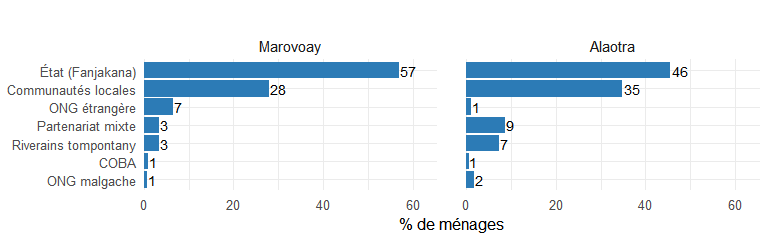 Marovoay Alaotra
État (Fanjakana) 57 46
Communautés locales 28 35
ONG étrangère 7 1
Partenariat mixte 3 9
Riverains tompontany 3 7
COBA 1 1
ONG malgache 1 2
0 20 40 60 0 20 40 60
% de ménages